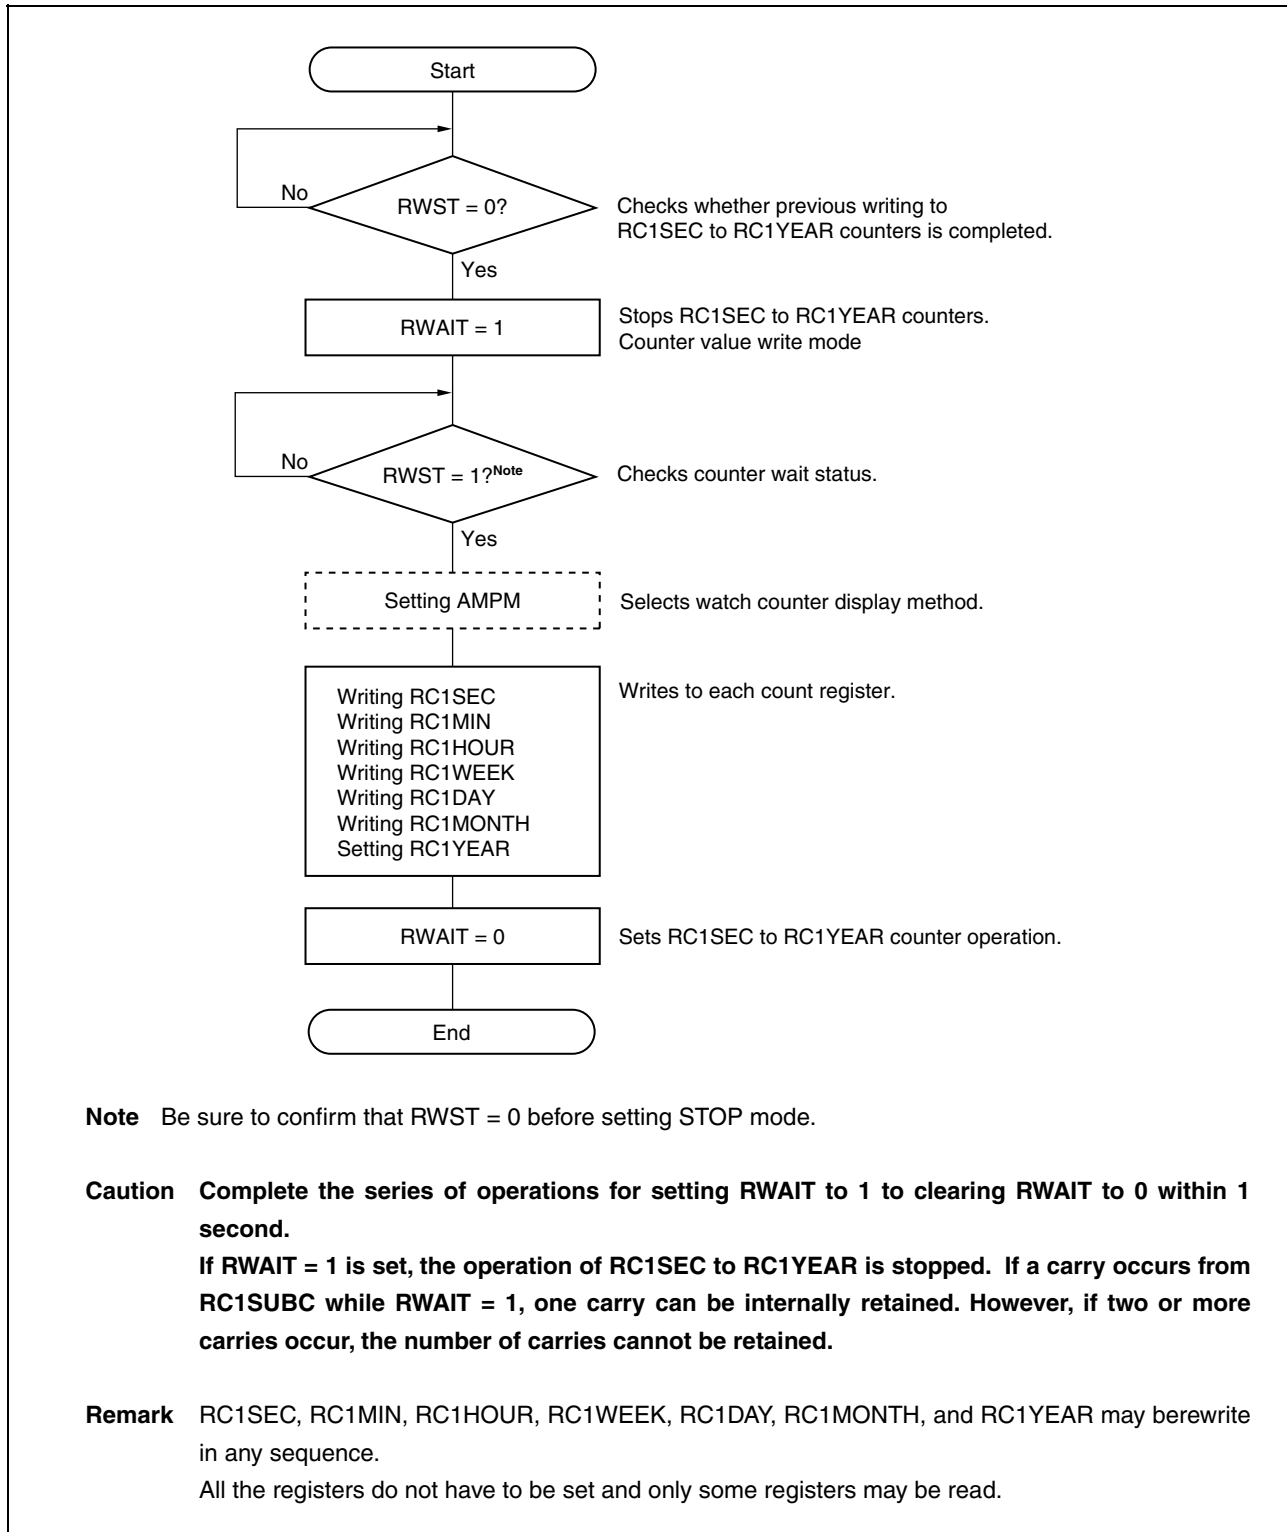 Start
No
RWST = 0?
Checks whether previous writing to
RC1SEC to RC1YEAR counters is completed.
Yes
RWAIT = 1
Stops RC1SEC to RC1YEAR counters.
Counter value write mode
No
RWST = 1?Note
Checks counter wait status.
Yes
Setting AMPM
Selects watch counter display method.
Writing RC1SEC
Writing RC1MIN
Writing RC1HOUR
Writing RC1WEEK
Writing RC1DAY
Writing RC1MONTH
Setting RC1YEAR
Writes to each count register.
RWAIT = 0
Sets RC1SEC to RC1YEAR counter operation.
End
Note Be sure to confirm that RWST = 0 before setting STOP mode.
Caution Complete the series of operations for setting RWAIT to 1 to clearing RWAIT to 0 within 1
second.
If RWAIT = 1 is set, the operation of RC1SEC to RC1YEAR is stopped. If a carry occurs from
RC1SUBC while RWAIT = 1, one carry can be internally retained. However, if two or more
carries occur, the number of carries cannot be retained.
Remark RC1SEC, RC1MIN, RC1HOUR, RC1WEEK, RC1DAY, RC1MONTH, and RC1YEAR may berewrite
in any sequence.
All the registers do not have to be set and only some registers may be read.